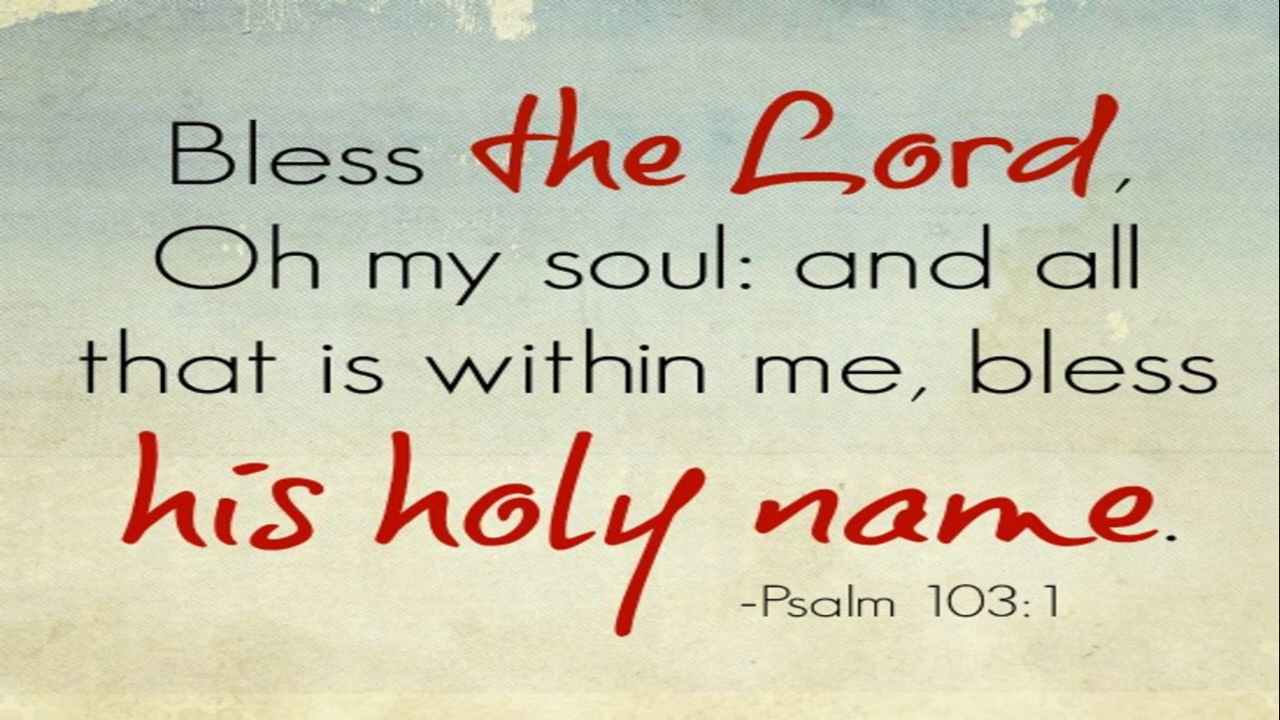 Bless the Lord,
Oh my soul: and all
that is within me, bless
his holy name.
-Psalm 103:1